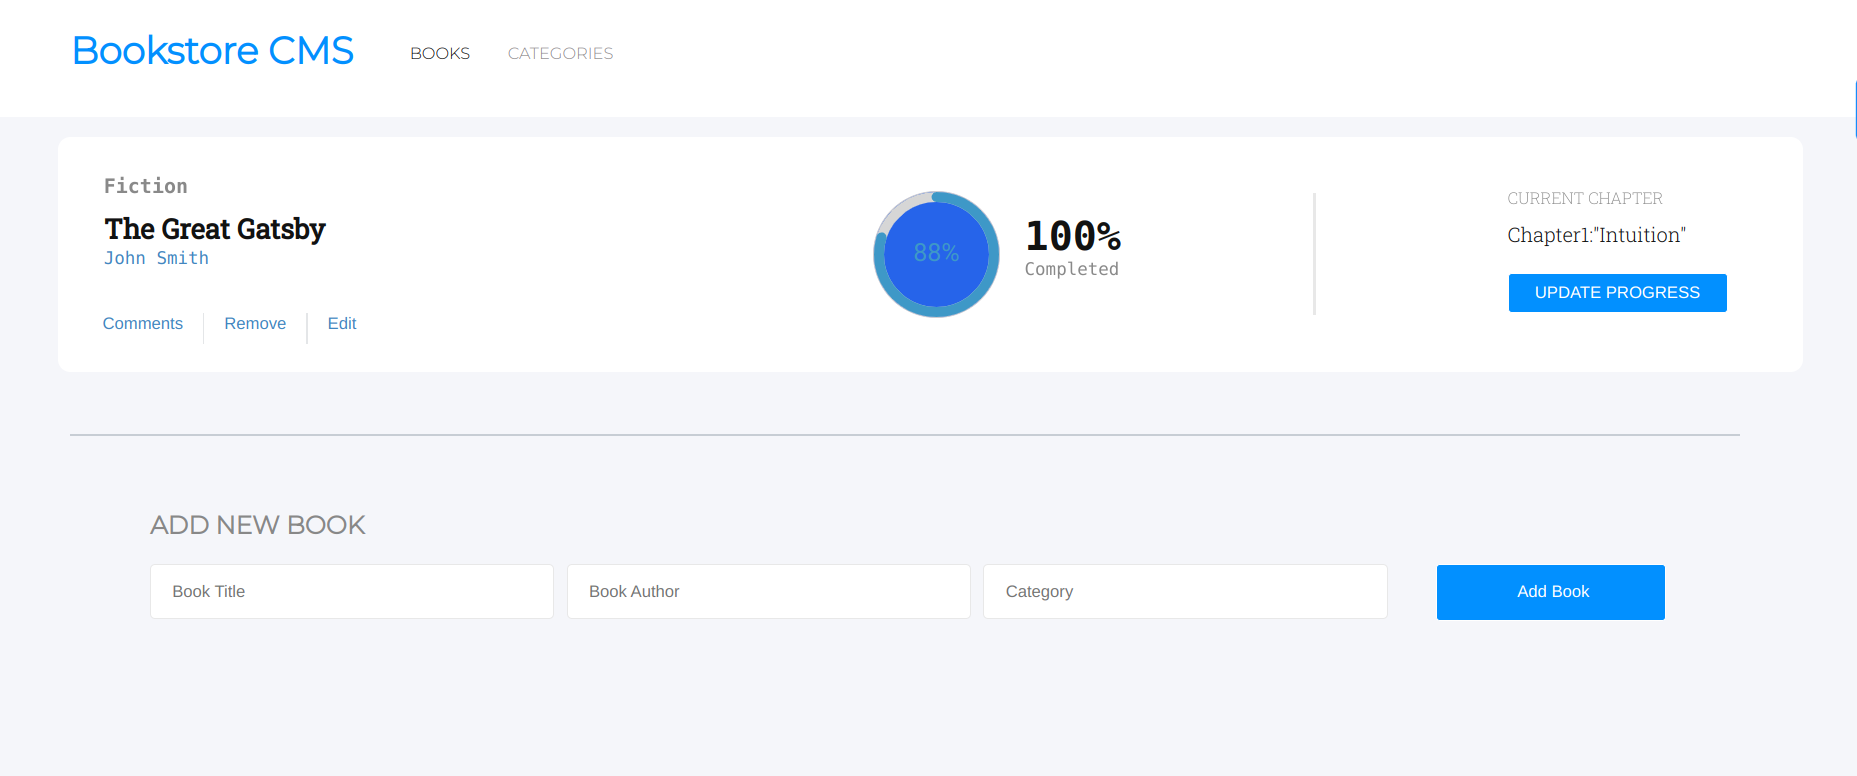 Bookstore CMS BOOKS CATEGORIES
Fiction
The Great Gatsby
John Smith
Comments Remove Edit
88%
100%
Completed
CURRENT CHAPTER
Chapter1:"Intuition"
UPDATE PROGRESS
ADD NEW BOOK
Book Title Book Author Category Add Book